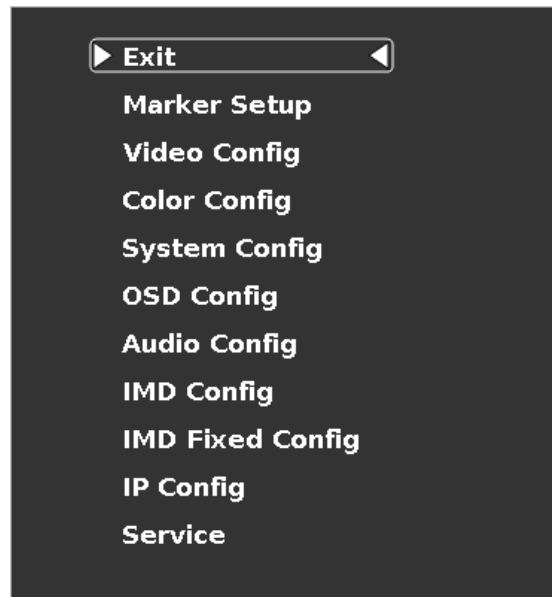 Exit
Marker Setup
Video Config
Color Config
System Config
OSD Config
Audio Config
IMD Config
IMD Fixed Config
IP Config
Service